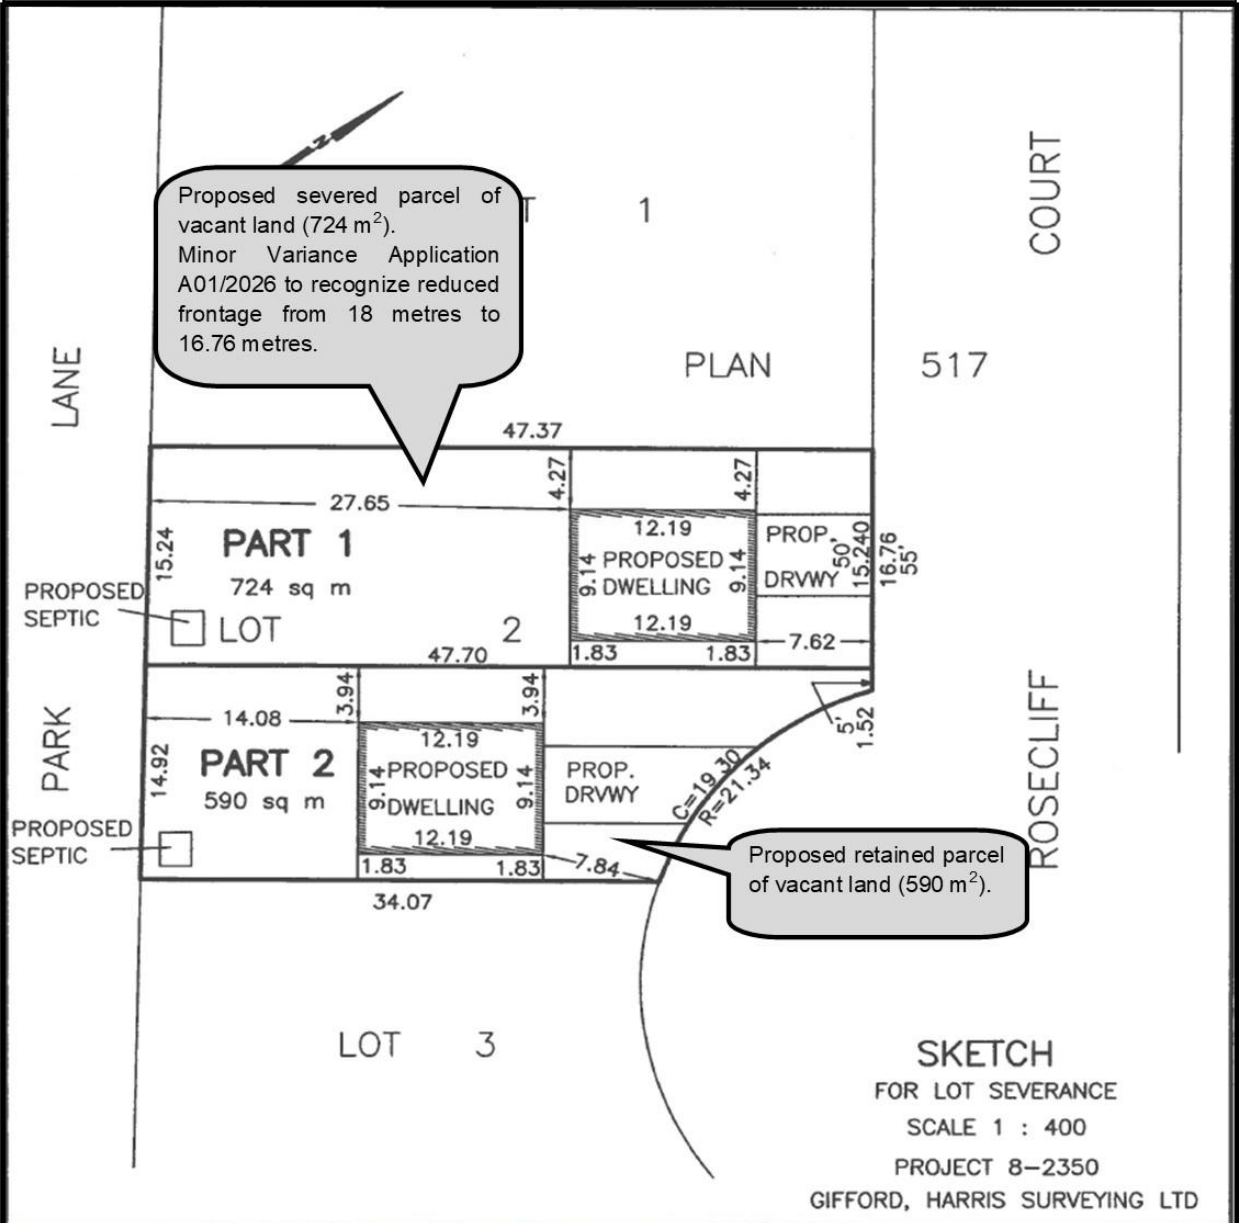 N
Proposed severed parcel of
vacant land (724 m²).
Minor Variance Application
A01/2026 to recognize reduced
frontage from 18 metres to
16.76 metres.
1
COURT
LANE
PLAN 517
47.37
4.27
4.27
27.65
15.24
PART 1
724 sq m
12.19
9.14
PROPOSED
DWELLING
9.14
12.19
PROP.
DRVWY
50'
15.240
16.76
55'
PROPOSED
SEPTIC
LOT 2
1.83
1.83
7.62
47.70
3.94
3.94
14.08
5'
1.52
PARK
14.92
PART 2
590 sq m
12.19
9.14
PROPOSED
DWELLING
9.14
12.19
PROP.
DRVWY
C=19.30
R=21.34
ROSECLIFF
PROPOSED
SEPTIC
1.83
1.83
7.84
34.07
Proposed retained parcel
of vacant land (590 m²).
LOT 3
SKETCH
FOR LOT SEVERANCE
SCALE 1 : 400
PROJECT 8-2350
GIFFORD, HARRIS SURVEYING LTD